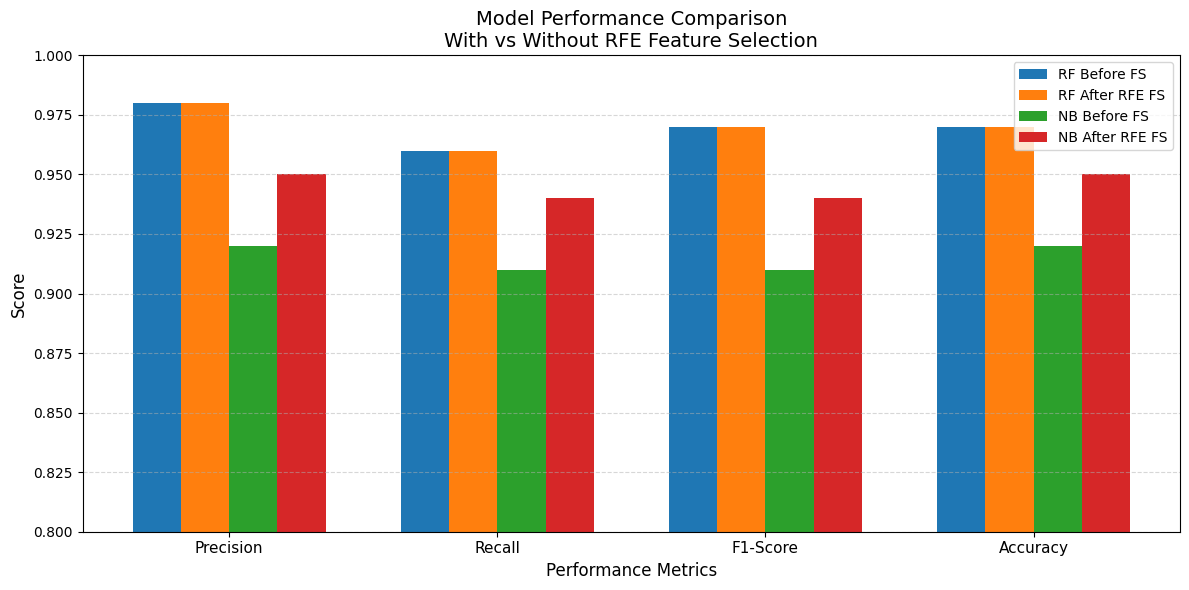 Model Performance Comparison
With vs Without RFE Feature Selection
RF Before FS
RF After RFE FS
NB Before FS
NB After RFE FS
Score
1.000
0.975
0.950
0.925
0.900
0.875
0.850
0.825
0.800
Precision
Recall
F1-Score
Accuracy
Performance Metrics